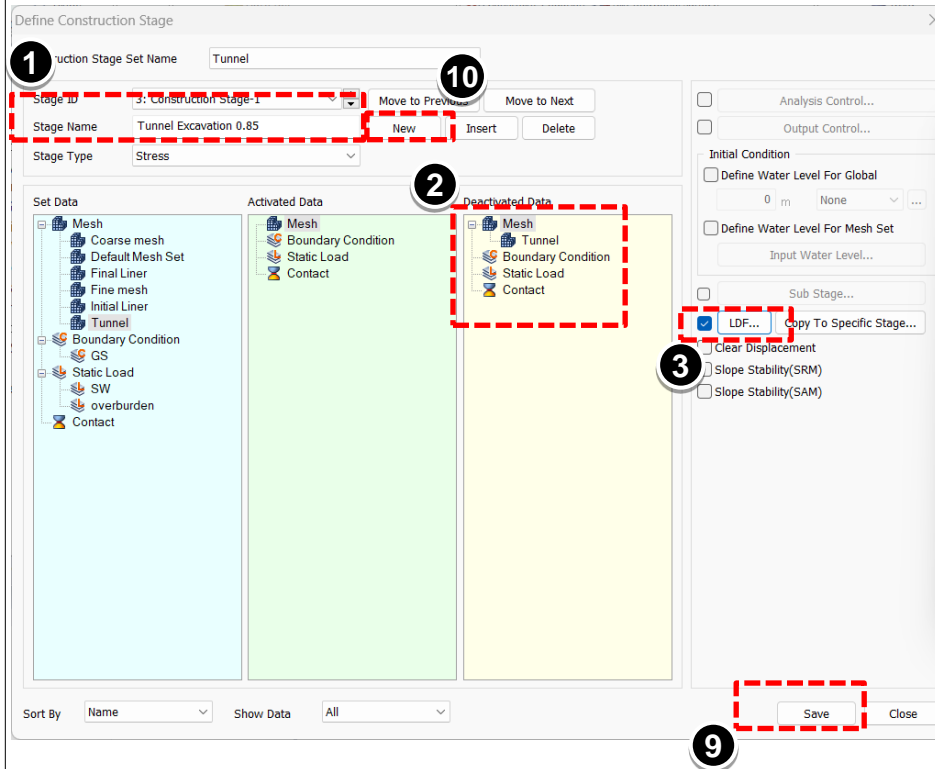 Define Construction Stage
1
ruction Stage Set Name Tunnel
10
Stage ID 3: Construction Stage-1 Move to Previous Move to Next
Stage Name Tunnel Excavation 0.85 New Insert Delete
Stage Type Stress
Analysis Control...
Output Control...
Initial Condition
Define Water Level For Global
0 m None ...
Define Water Level For Mesh Set
Input Water Level...
Sub Stage...
LDF... Copy To Specific Stage...
3
Clear Displacement
Slope Stability(SRM)
Slope Stability(SAM)
2
Set Data
Mesh
Coarse mesh
Default Mesh Set
Final Liner
Fine mesh
Initial Liner
Tunnel
Boundary Condition
GS
Static Load
SW
overburden
Contact
Activated Data
Mesh
Boundary Condition
Static Load
Contact
Deactivated Data
Mesh
Tunnel
Boundary Condition
Static Load
Contact
Sort By Name Show Data All
Save Close
9